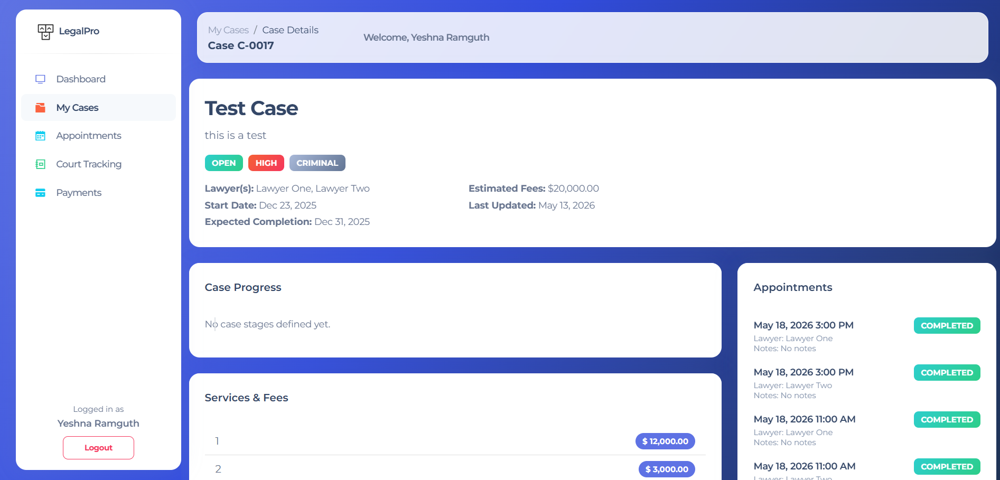 LegalPro
Dashboard
My Cases
Appointments
Court Tracking
Payments
Logged in as
Yeshna Ramguth
Logout
My Cases / Case Details
Case C-0017
Welcome, Yeshna Ramguth
Test Case
this is a test
OPEN HIGH CRIMINAL
Lawyer(s): Lawyer One, Lawyer Two
Start Date: Dec 23, 2025
Expected Completion: Dec 31, 2025
Estimated Fees: $20,000.00
Last Updated: May 13, 2026
Case Progress
No case stages defined yet.
Services & Fees
1 $ 12,000.00
2 $ 3,000.00
Appointments
May 18, 2026 3:00 PM COMPLETED
Lawyer: Lawyer One
Notes: No notes
May 18, 2026 3:00 PM COMPLETED
Lawyer: Lawyer Two
Notes: No notes
May 18, 2026 11:00 AM COMPLETED
Lawyer: Lawyer One
Notes: No notes
May 18, 2026 11:00 AM COMPLETED
Lawyer: Lawyer Two